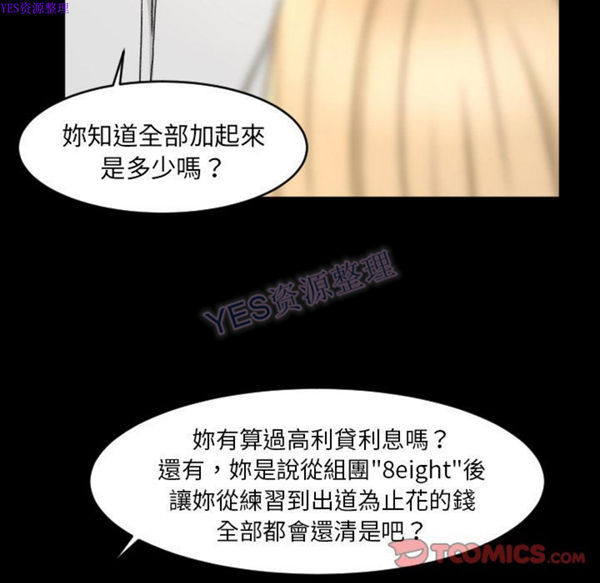 YES资源整理
妳知道全部加起來
是多少嗎？
YES资源整理
妳有算過高利貸利息嗎？
還有，妳是說從組團"8eight"後
讓妳從練習到出道為止花的錢
全部都會還清是吧？
TOOMICS.COM